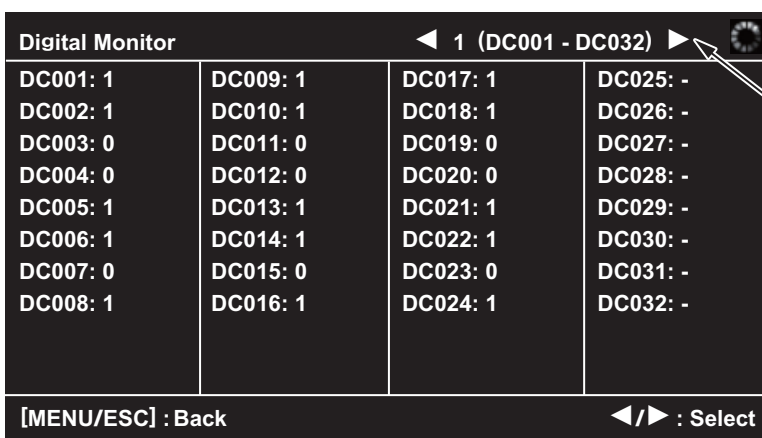 Digital Monitor ◀ 1 (DC001 - DC032) ▶
DC001: 1
DC002: 1
DC003: 0
DC004: 0
DC005: 1
DC006: 1
DC007: 0
DC008: 1
DC009: 1
DC010: 1
DC011: 0
DC012: 0
DC013: 1
DC014: 1
DC015: 0
DC016: 1
DC017: 1
DC018: 1
DC019: 0
DC020: 0
DC021: 1
DC022: 1
DC023: 0
DC024: 1
DC025: -
DC026: -
DC027: -
DC028: -
DC029: -
DC030: -
DC031: -
DC032: -
[MENU/ESC] : Back ◀/▶ : Select